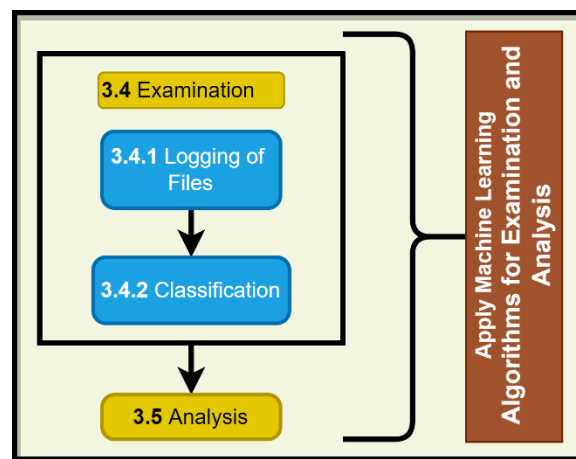 3.4 Examination
3.4.1 Logging of
Files
3.4.2 Classification
3.5 Analysis
Apply Machine Learning
Algorithms for Examination and
Analysis